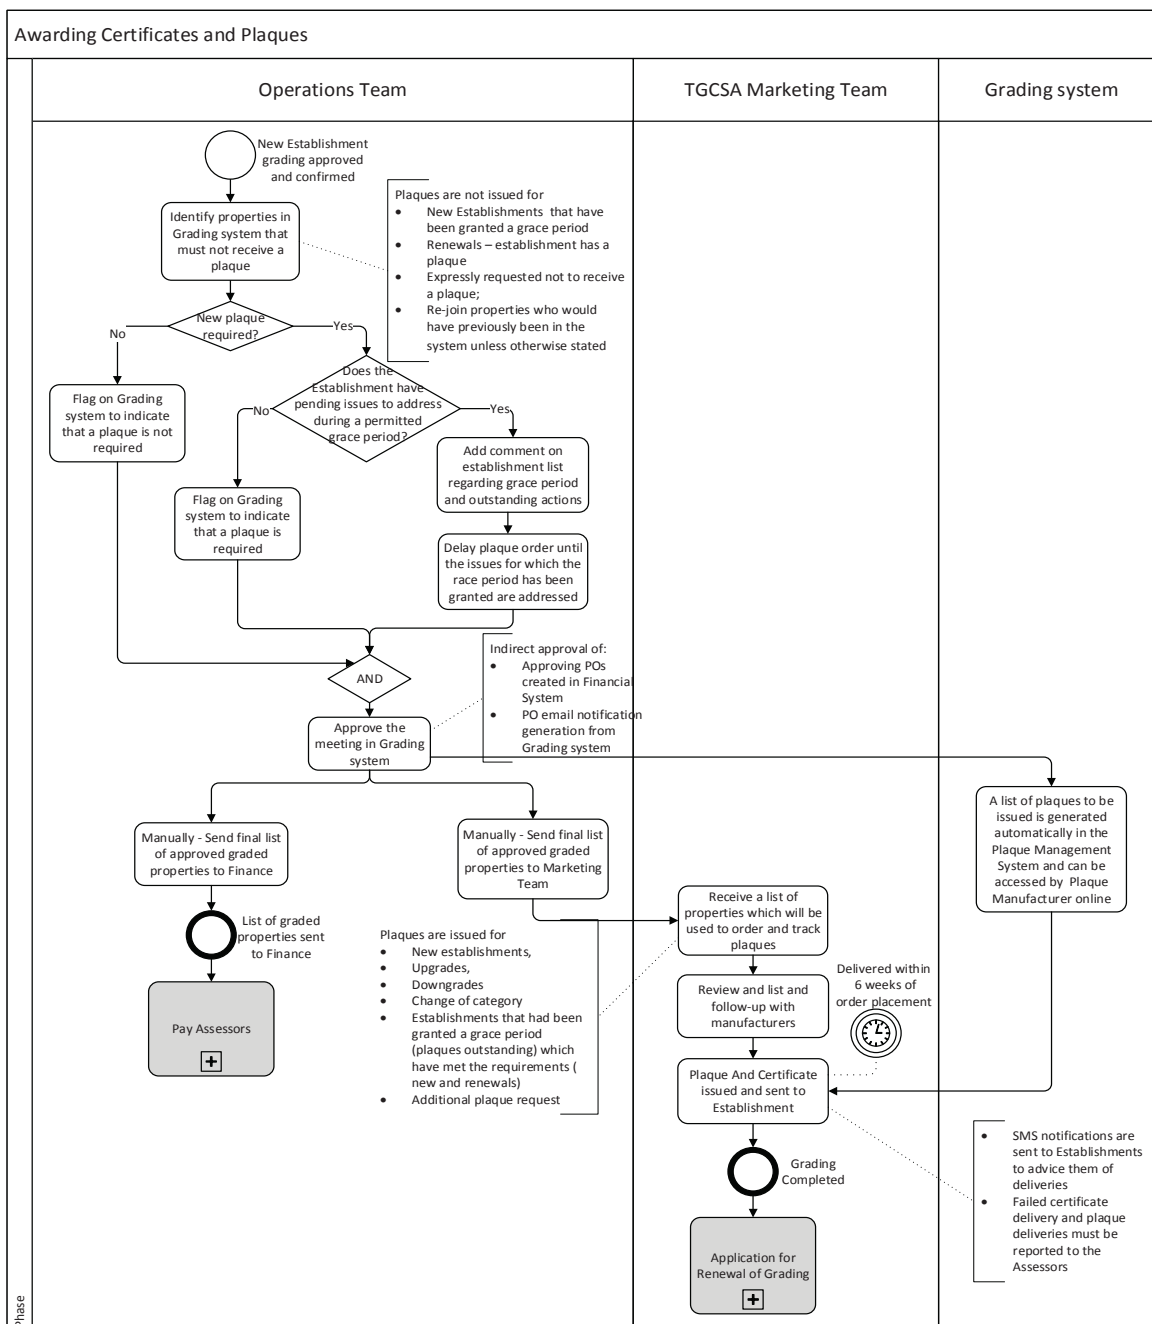 Awarding Certificates and Plaques
Operations Team
TGCSA Marketing Team
Grading system
New Establishment
grading approved
and confirmed
Identify properties in
Grading system that
must not receive a
plaque
Plaques are not issued for
• New Establishments that have
been granted a grace period
• Renewals – establishment has a
plaque
• Expressly requested not to receive
a plaque;
• Re-join properties who would
have previously been in the
system unless otherwise stated
New plaque
required?
No
Yes
Does the
Establishment have
pending issues to address
during a permitted
grace period?
No
Yes
Flag on Grading
system to indicate
that a plaque is not
required
Add comment on
establishment list
regarding grace period
and outstanding actions
Flag on Grading
system to indicate
that a plaque is
required
Delay plaque order until
the issues for which the
race period has been
granted are addressed
AND
Indirect approval of:
• Approving POs
created in Financial
System
• PO email notification
generation from
Grading system
Approve the
meeting in Grading
system
Manually - Send final list
of approved graded
properties to Finance
Manually - Send final list
of approved graded
properties to Marketing
Team
A list of plaques to be
issued is generated
automatically in the
Plaque Management
System and can be
accessed by Plaque
Manufacturer online
List of graded
properties sent
to Finance
Pay Assessors
Plaques are issued for
• New establishments,
• Upgrades,
• Downgrades
• Change of category
• Establishments that had been
granted a grace period
(plaques outstanding) which
have met the requirements (
new and renewals)
• Additional plaque request
Receive a list of
properties which will be
used to order and track
plaques
Review and list and
follow-up with
manufacturers
Delivered within
6 weeks of
order placement
Plaque And Certificate
issued and sent to
Establishment
Grading
Completed
Application for
Renewal of Grading
• SMS notifications are
sent to Establishments
to advice them of
deliveries
• Failed certificate
delivery and plaque
deliveries must be
reported to the
Assessors
Phase